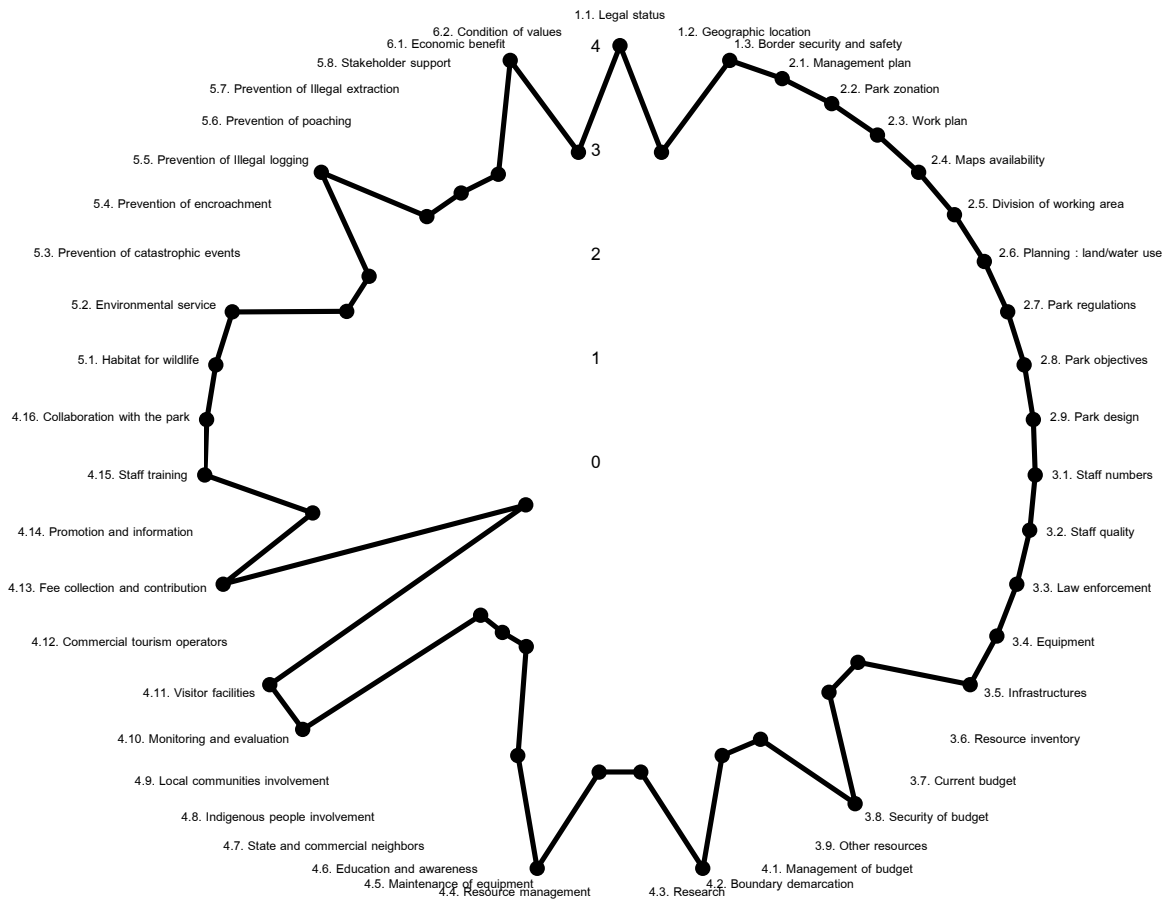 1.1. Legal status
1.2. Geographic location
1.3. Border security and safety
2.1. Management plan
2.2. Park zonation
2.3. Work plan
2.4. Maps availability
2.5. Division of working area
2.6. Planning : land/water use
2.7. Park regulations
2.8. Park objectives
2.9. Park design
3.1. Staff numbers
3.2. Staff quality
3.3. Law enforcement
3.4. Equipment
3.5. Infrastructures
3.6. Resource inventory
3.7. Current budget
3.8. Security of budget
3.9. Other resources
4.1. Management of budget
4.2. Boundary demarcation
4.3. Research
4.4. Resource management
4.5. Maintenance of equipment
4.6. Education and awareness
4.7. State and commercial neighbors
4.8. Indigenous people involvement
4.9. Local communities involvement
4.10. Monitoring and evaluation
4.11. Visitor facilities
4.12. Commercial tourism operators
4.13. Fee collection and contribution
4.14. Promotion and information
4.15. Staff training
4.16. Collaboration with the park
5.1. Habitat for wildlife
5.2. Environmental service
5.3. Prevention of catastrophic events
5.4. Prevention of encroachment
5.5. Prevention of Illegal logging
5.6. Prevention of poaching
5.7. Prevention of Illegal extraction
5.8. Stakeholder support
6.1. Economic benefit
6.2. Condition of values
4
3
2
1
0